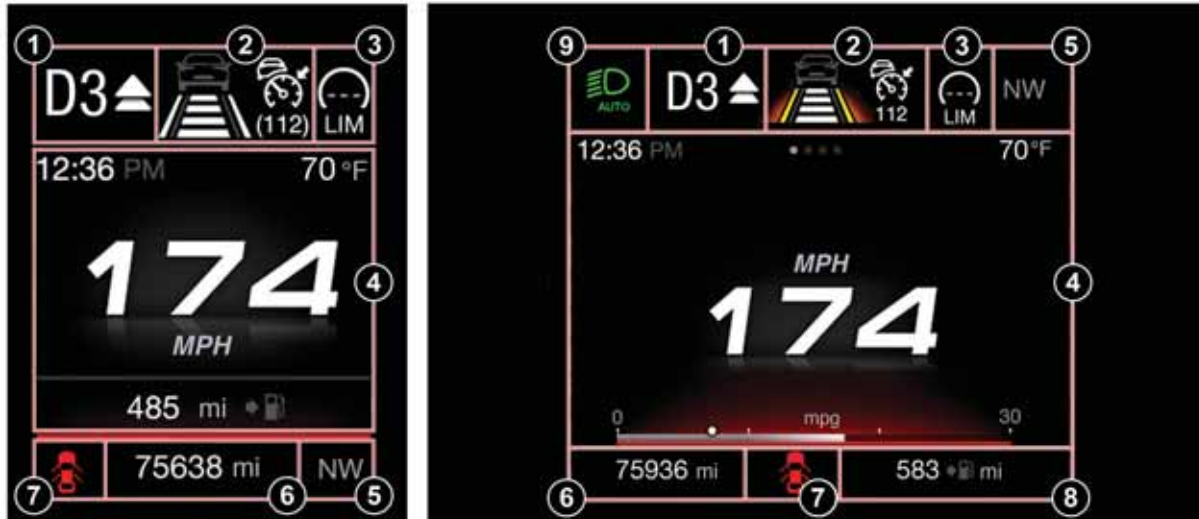 1 2 3
D3
(112)
LIM
12:36 PM 70 °F
174
4
MPH
485 mi
75638 mi NW
7 6 5
9 1 2 3 5
AUTO D3 112 LIM NW
12:36 PM 70 °F
MPH
4
174
0 mpg 30
75936 mi 583 mi
6 7 8